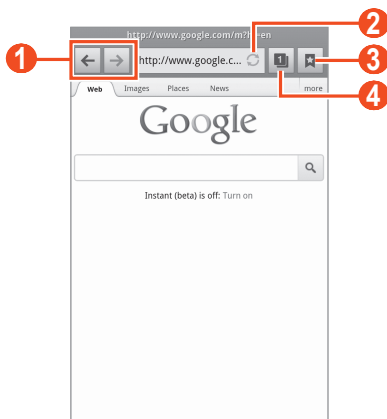 http://www.google.com/m?hl=en
2
1
http://www.google.c...
1
3
4
Web Images Places News more
Google
Instant (beta) is off: Turn on